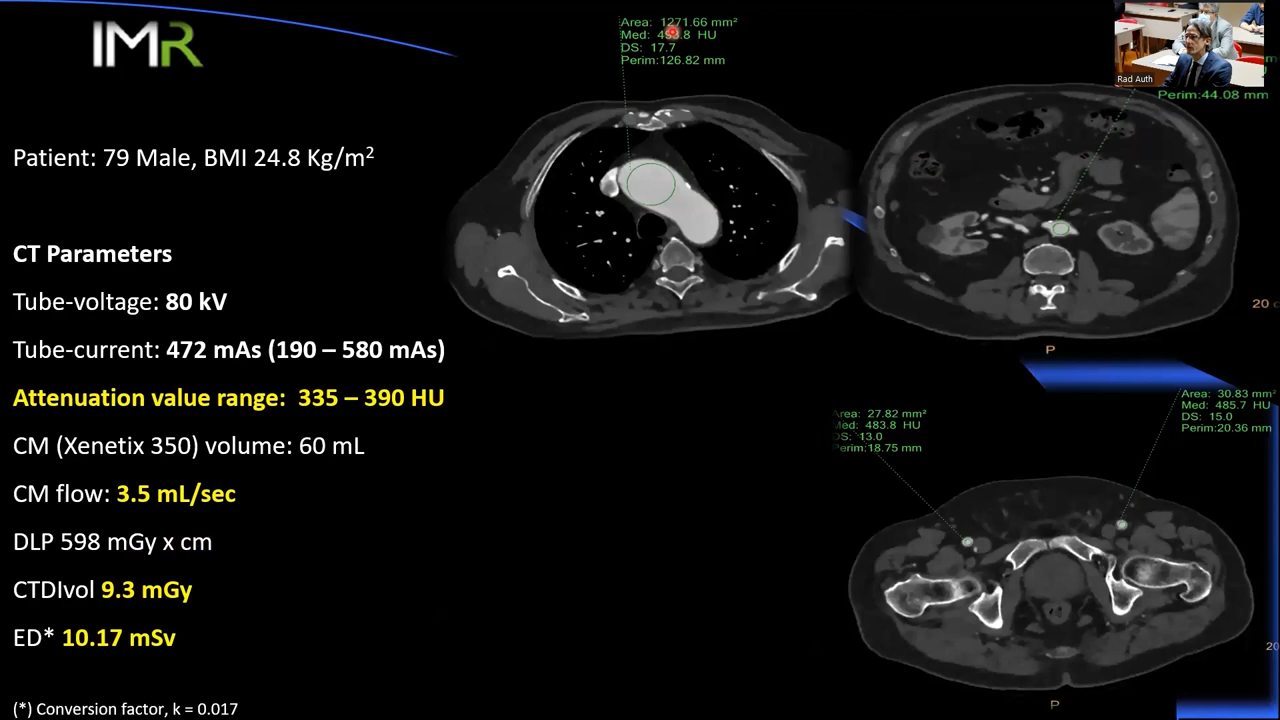 IMR
Patient: 79 Male, BMI 24.8 Kg/m²
CT Parameters
Tube-voltage: 80 kV
Tube-current: 472 mAs (190 – 580 mAs)
Attenuation value range: 335 – 390 HU
CM (Xenetix 350) volume: 60 mL
CM flow: 3.5 mL/sec
DLP 598 mGy x cm
CTDIvol 9.3 mGy
ED* 10.17 mSv
(*) Conversion factor, k = 0.017
Area: 1271.66 mm²
Med: HU
DS: 17.7
Perim:126.82 mm
Rad Auth
Perim:44.08 mm
20
P
Area: 27.82 mm²
Med: 483.8 HU
DS: 13.0
Perim:18.75 mm
Area: 30.83 mm²
Med: 485.7 HU
DS: 15.0
Perim:20.36 mm
20
P